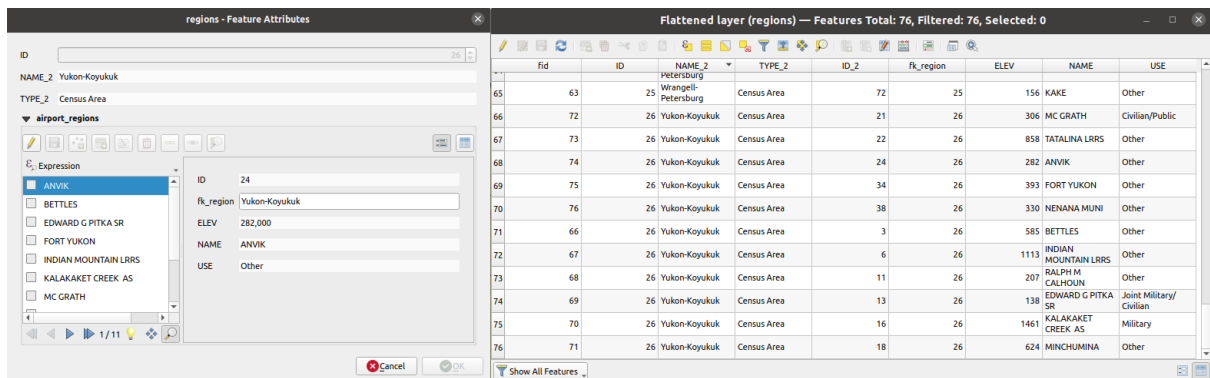 regions - Feature Attributes
ID 26
NAME_2 Yukon-Koyukuk
TYPE_2 Census Area
airport_regions
Expression
ANVIK
BETTLES
EDWARD G PITKA SR
FORT YUKON
INDIAN MOUNTAIN LRRS
KALAKAKET CREEK AS
MC GRATH
1 / 11
ID 24
fk_region Yukon-Koyukuk
ELEV 282,000
NAME ANVIK
USE Other
Cancel
OK
Flattened layer (regions) — Features Total: 76, Filtered: 76, Selected: 0
fid ID NAME_2 TYPE_2 ID_2 fk_region ELEV NAME USE
Petersburg
65 63 25 Wrangell-Petersburg Census Area 72 25 156 KAKE Other
66 72 26 Yukon-Koyukuk Census Area 21 26 306 MC GRATH Civilian/Public
67 73 26 Yukon-Koyukuk Census Area 22 26 858 TATALINA LRRS Other
68 74 26 Yukon-Koyukuk Census Area 24 26 282 ANVIK Other
69 75 26 Yukon-Koyukuk Census Area 34 26 393 FORT YUKON Other
70 76 26 Yukon-Koyukuk Census Area 38 26 330 NENANA MUNI Other
71 66 26 Yukon-Koyukuk Census Area 3 26 585 BETTLES Other
72 67 26 Yukon-Koyukuk Census Area 6 26 1113 INDIAN MOUNTAIN LRRS Other
73 68 26 Yukon-Koyukuk Census Area 11 26 207 RALPH M CALHOUN Other
74 69 26 Yukon-Koyukuk Census Area 13 26 138 EDWARD G PITKA SR Joint Military/Civilian
75 70 26 Yukon-Koyukuk Census Area 16 26 1461 KALAKAKET CREEK AS Military
76 71 26 Yukon-Koyukuk Census Area 18 26 624 MINCHUMINA Other
Show All Features